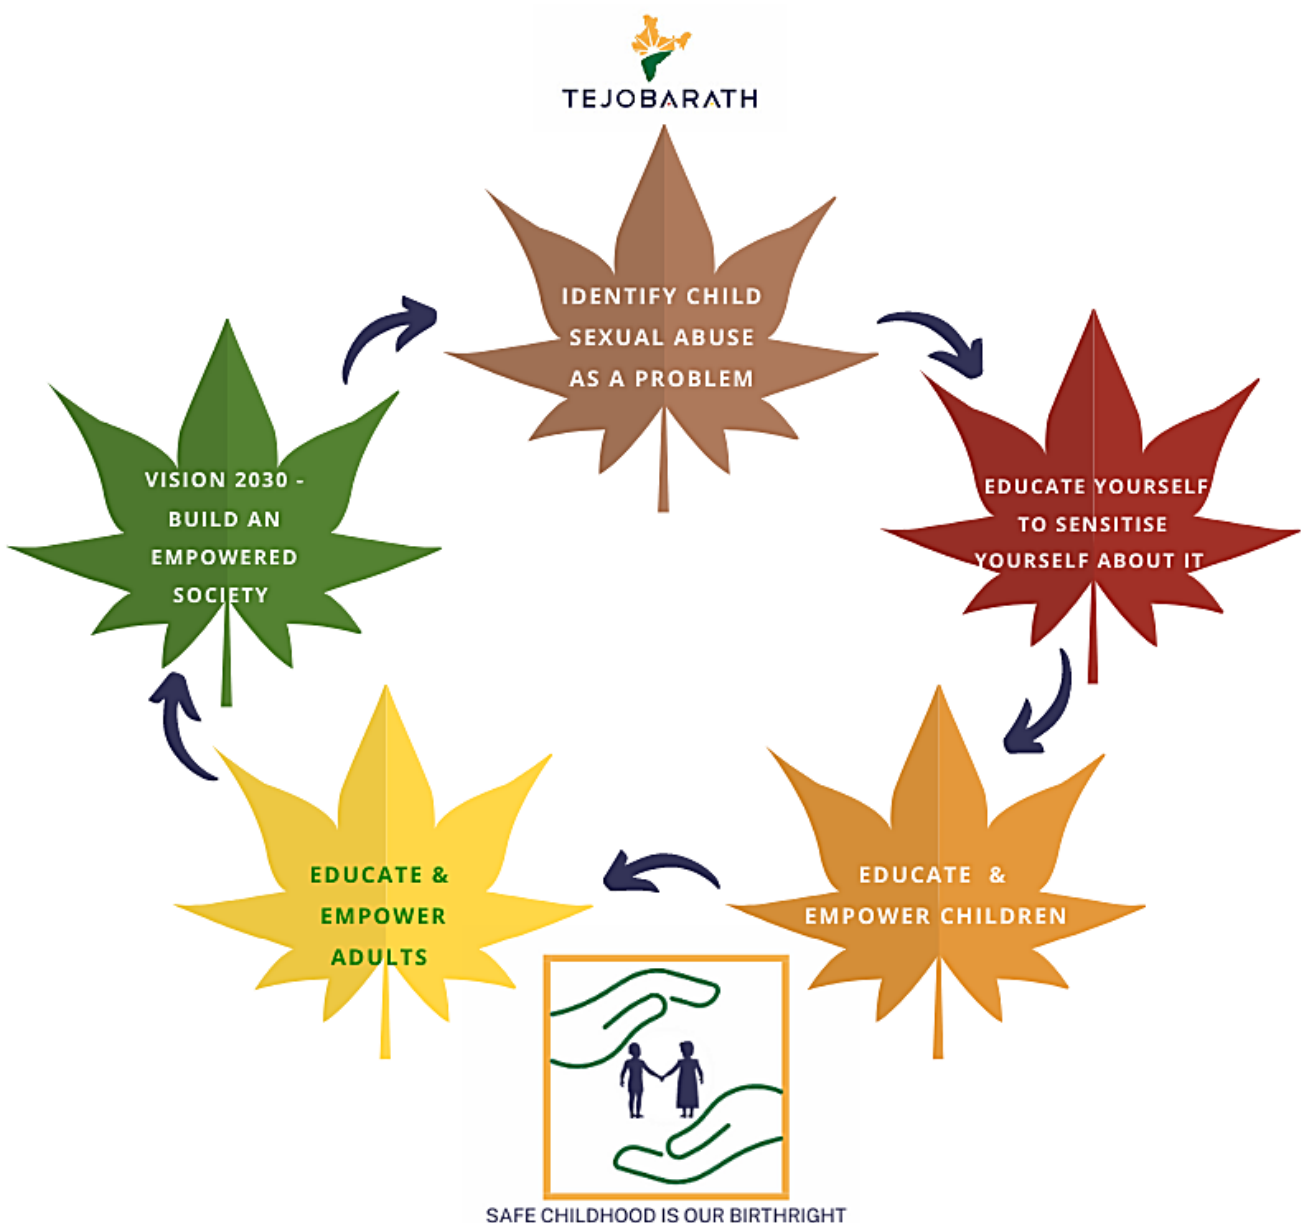 TEJOBARATH
IDENTIFY CHILD
SEXUAL ABUSE
AS A PROBLEM
EDUCATE YOURSELF
TO SENSITISE
YOURSELF ABOUT IT
EDUCATE &
EMPOWER CHILDREN
EDUCATE &
EMPOWER
ADULTS
VISION 2030 -
BUILD AN
EMPOWERED
SOCIETY
SAFE CHILDHOOD IS OUR BIRTHRIGHT